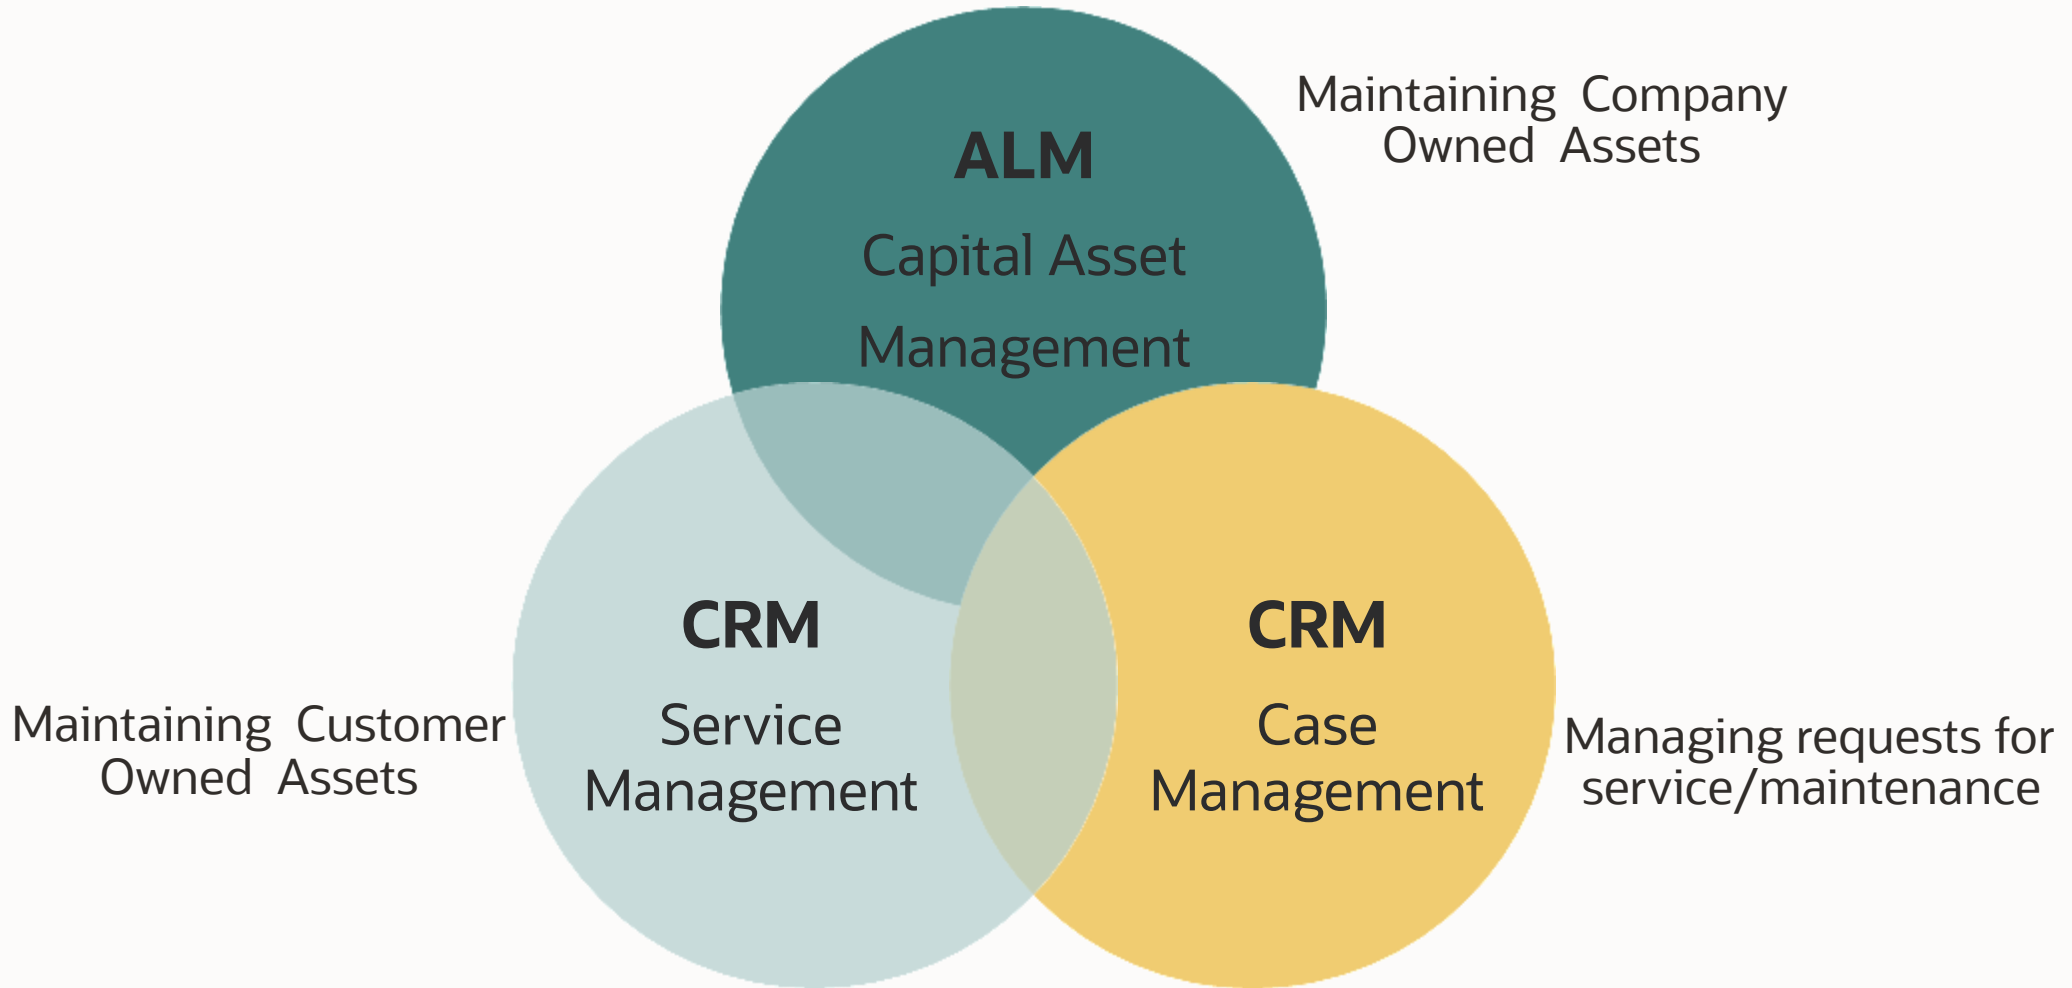 Maintaining Company
Owned Assets
ALM
Capital Asset
Management
CRM
Service
Management
CRM
Case
Management
Maintaining Customer
Owned Assets
Managing requests for
service/maintenance